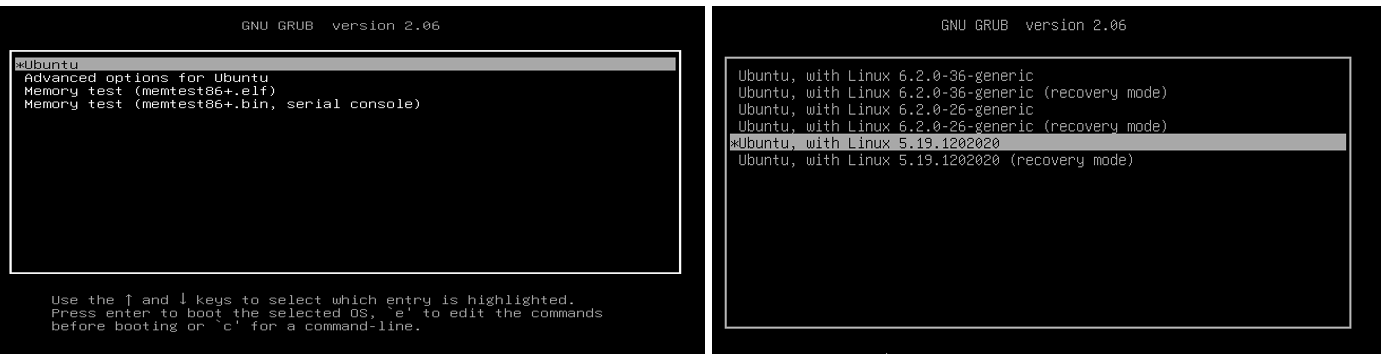 GNU GRUB  version 2.06
*Ubuntu
Advanced options for Ubuntu
Memory test (memtest86+.elf)
Memory test (memtest86+.bin, serial console)
Use the ↑ and ↓ keys to select which entry is highlighted.
Press enter to boot the selected OS, `e' to edit the commands
before booting or `c' for a command-line.
GNU GRUB  version 2.06
Ubuntu, with Linux 6.2.0-36-generic
Ubuntu, with Linux 6.2.0-36-generic (recovery mode)
Ubuntu, with Linux 6.2.0-26-generic
Ubuntu, with Linux 6.2.0-26-generic (recovery mode)
*Ubuntu, with Linux 5.19.1202020
Ubuntu, with Linux 5.19.1202020 (recovery mode)